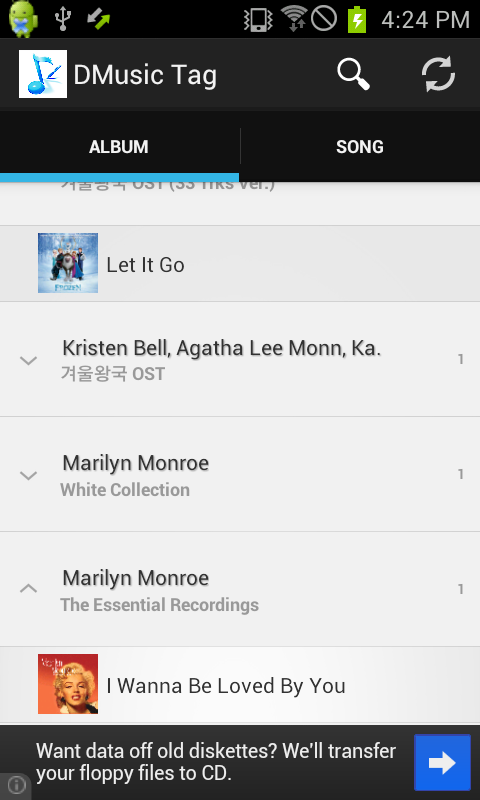 4:24 PM
DMusic Tag
ALBUM
SONG
겨울왕국 OST (33 Trks Ver.)
FROZEN
Let It Go
Kristen Bell, Agatha Lee Monn, Ka.
1
겨울왕국 OST
Marilyn Monroe
1
White Collection
Marilyn Monroe
1
The Essential Recordings
I Wanna Be Loved By You
Want data off old diskettes? We'll transfer
your floppy files to CD.